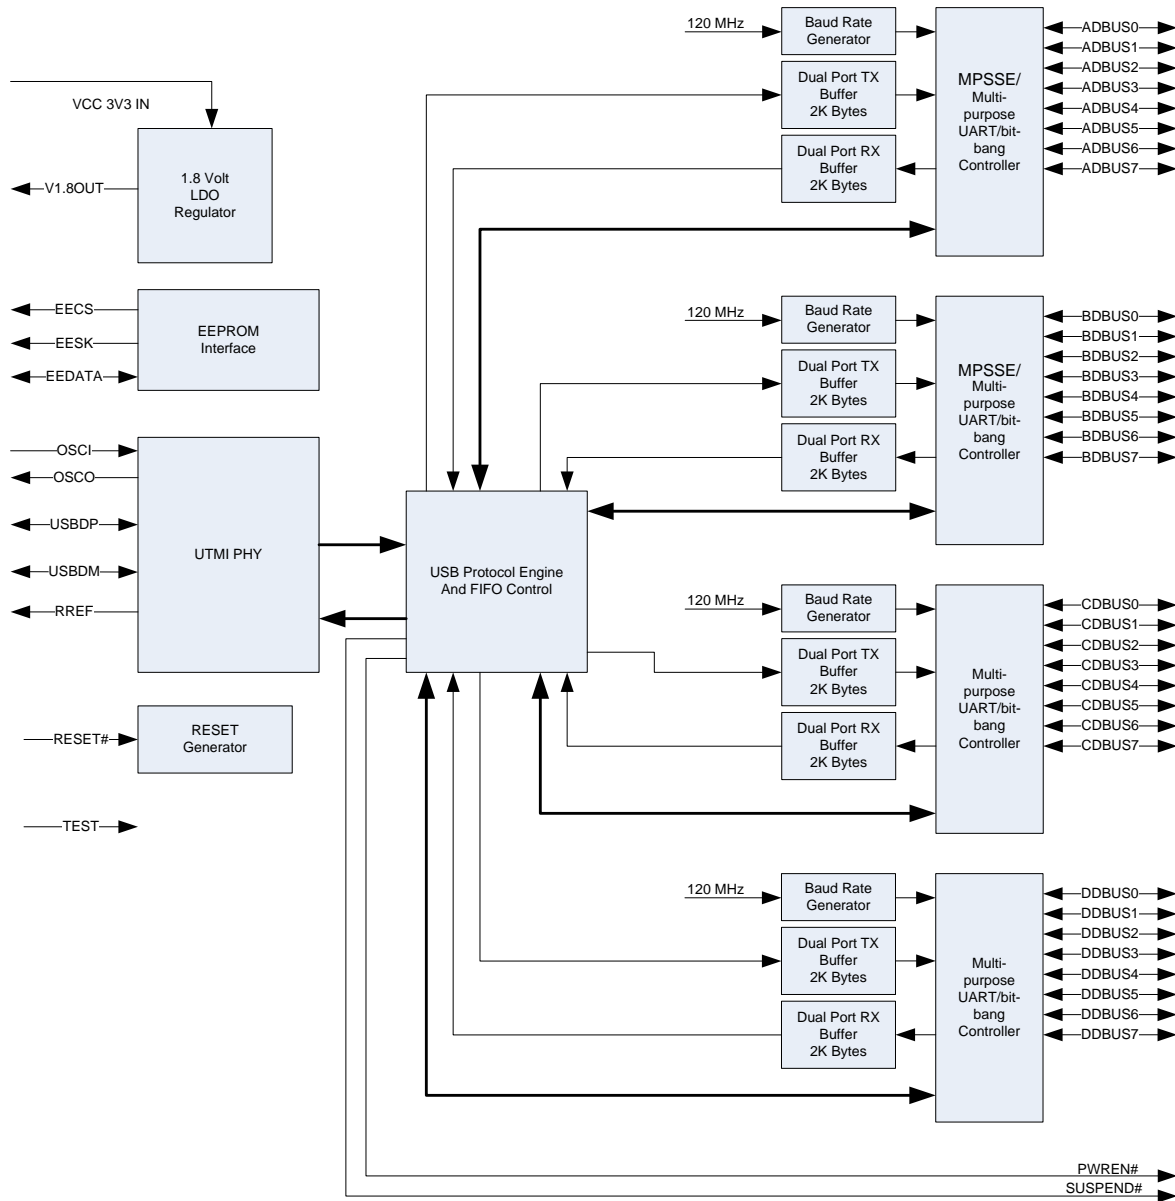 VCC 3V3 IN
1.8 Volt
LDO
Regulator
V1.8OUT
EECS
EESK
EEDATA
EEPROM
Interface
OSCI
OSCO
USBDP
USBDM
RREF
UTMI PHY
RESET#
RESET
Generator
TEST
USB Protocol Engine
And FIFO Control
120 MHz
Baud Rate
Generator
Dual Port TX
Buffer
2K Bytes
Dual Port RX
Buffer
2K Bytes
MPSSE/
Multi-
purpose
UART/bit-
bang
Controller
ADBUS0
ADBUS1
ADBUS2
ADBUS3
ADBUS4
ADBUS5
ADBUS6
ADBUS7
120 MHz
Baud Rate
Generator
Dual Port TX
Buffer
2K Bytes
Dual Port RX
Buffer
2K Bytes
MPSSE/
Multi-
purpose
UART/bit-
bang
Controller
BDBUS0
BDBUS1
BDBUS2
BDBUS3
BDBUS4
BDBUS5
BDBUS6
BDBUS7
120 MHz
Baud Rate
Generator
Dual Port TX
Buffer
2K Bytes
Dual Port RX
Buffer
2K Bytes
Multi-
purpose
UART/bit-
bang
Controller
CDBUS0
CDBUS1
CDBUS2
CDBUS3
CDBUS4
CDBUS5
CDBUS6
CDBUS7
120 MHz
Baud Rate
Generator
Dual Port TX
Buffer
2K Bytes
Dual Port RX
Buffer
2K Bytes
Multi-
purpose
UART/bit-
bang
Controller
DDBUS0
DDBUS1
DDBUS2
DDBUS3
DDBUS4
DDBUS5
DDBUS6
DDBUS7
PWREN#
SUSPEND#